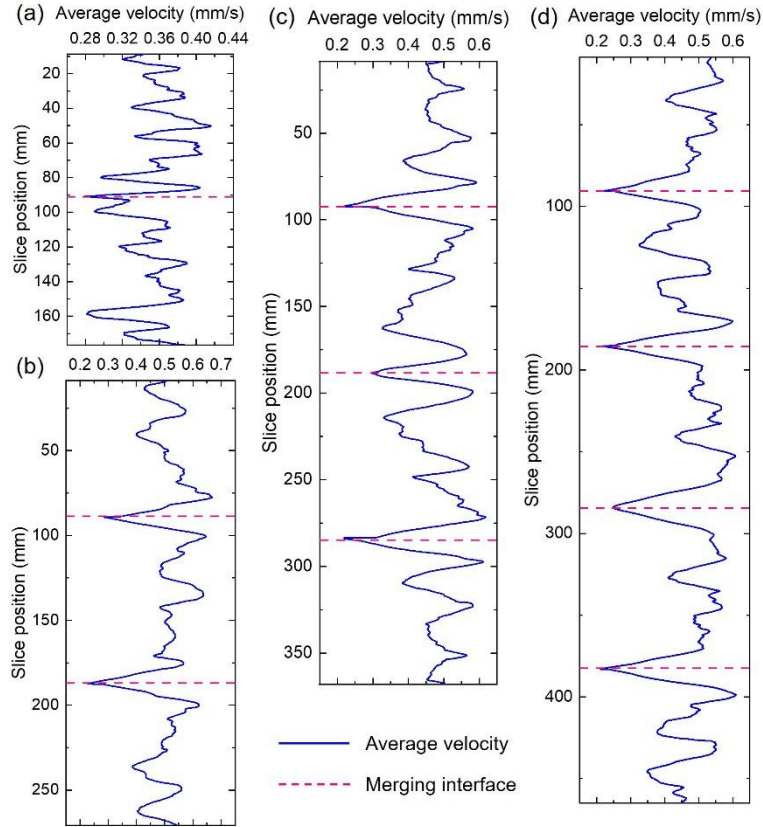 (a)
Average velocity (mm/s)
0.28 0.32 0.36 0.40 0.44
20
40
60
80
100
120
140
160
Slice position (mm)
(b)
0.2 0.3 0.4 0.5 0.6 0.7
50
100
150
200
250
Slice position (mm)
(c)
Average velocity (mm/s)
0.2 0.3 0.4 0.5 0.6
50
100
150
200
250
300
350
Slice position (mm)
(d)
Average velocity (mm/s)
0.2 0.3 0.4 0.5 0.6
100
200
300
400
Slice position (mm)
Average velocity
Merging interface